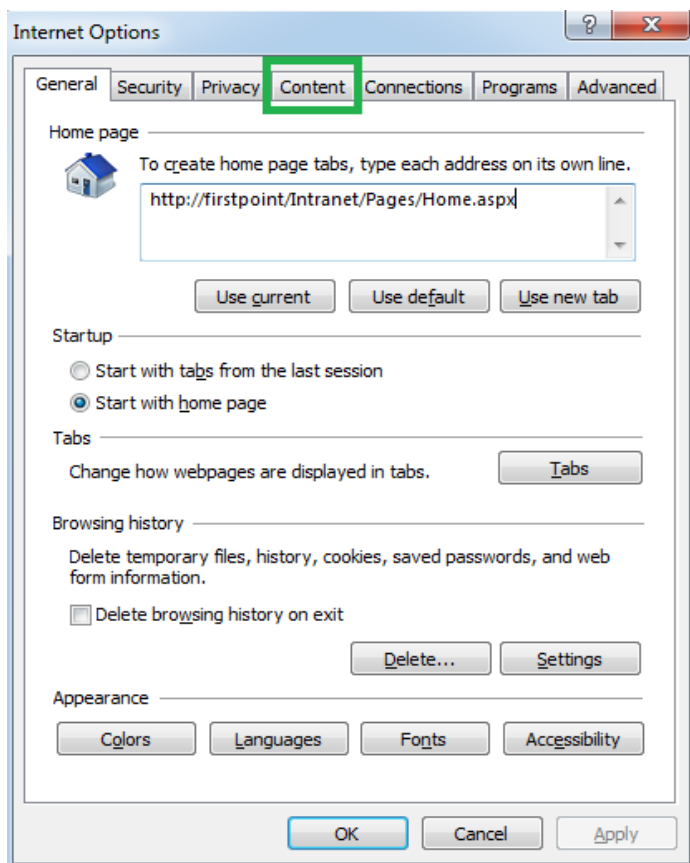 Internet Options
General Security Privacy Content Connections Programs Advanced
Home page
To create home page tabs, type each address on its own line.
http://firstpoint/Intranet/Pages/Home.aspx
Use current Use default Use new tab
Startup
Start with tabs from the last session
Start with home page
Tabs
Change how webpages are displayed in tabs. Tabs
Browsing history
Delete temporary files, history, cookies, saved passwords, and web
form information.
Delete browsing history on exit
Delete... Settings
Appearance
Colors Languages Fonts Accessibility
OK Cancel Apply